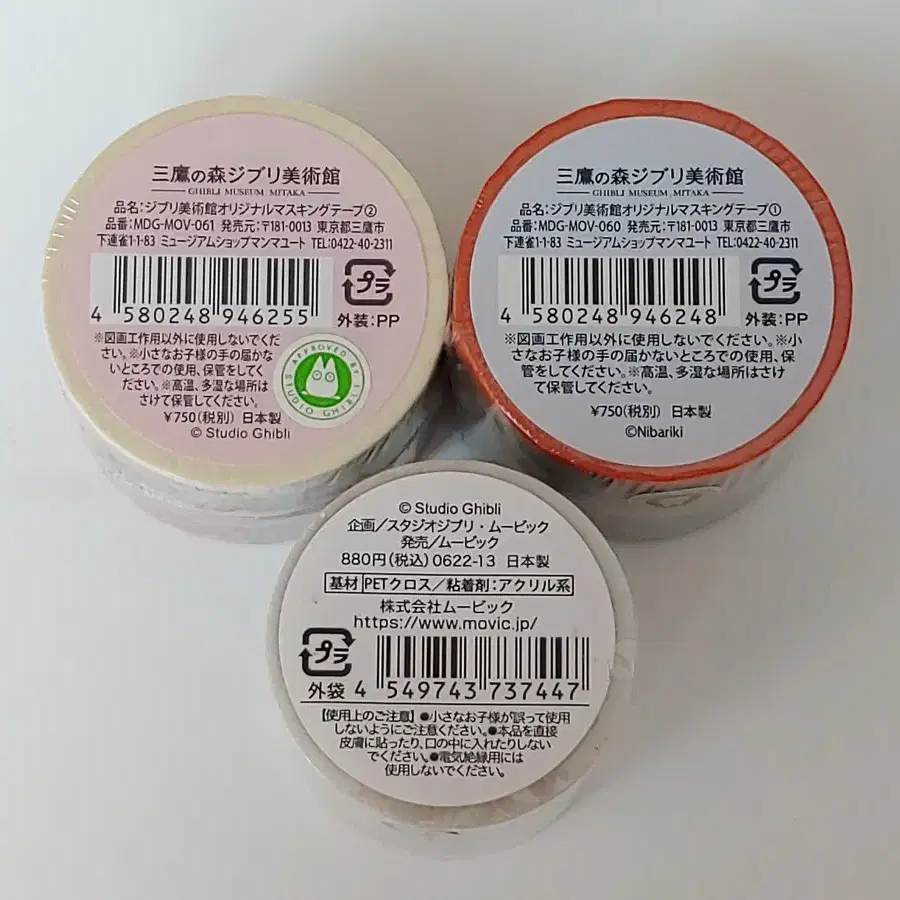 三鷹の森ジブリ美術館
GHIBLI MUSEUM MITAKA
品名:ジブリ美術館オリジナルマスキングテープ②
品番:MDG-MOV-061 発売元:〒181-0013 東京都三鷹市
下連雀1-1-83 ミュージアムショップマンマユート TEL:0422-40-2311
4 580248 946255
プラ
外装:PP
※図画工作用以外に使用しないでくだ
さい。※小さなお子様の手の届かな
いところでの使用、保管をしてく
ださい。※高温、多湿な場所は
さけて保管してください。
APPROVED BY STUDIO GHIBLI
¥750(税別) 日本製
© Studio Ghibli
三鷹の森ジブリ美術館
GHIBLI MUSEUM MITAKA
品名:ジブリ美術館オリジナルマスキングテープ①
品番:MDG-MOV-060 発売元:〒181-0013 東京都三鷹市
下連雀1-1-83 ミュージアムショップマンマユート TEL:0422-40-2311
4 580248 946248
プラ
外装:PP
※図画工作用以外に使用しないでください。※小
さなお子様の手の届かないところでの使用、保
管をしてください。※高温、多湿な場所はさけ
て保管してください。
¥750(税別) 日本製
©Nibariki
© Studio Ghibli
企画/スタジオジブリ・ムービック
発売/ムービック
880円(税込)0622-13 日本製
基材 PETクロス/粘着剤:アクリル系
株式会社ムービック
https://www.movic.jp/
プラ
外袋 4 549743 737447
【使用上のご注意】●小さなお子様が誤って使用
しないようにご注意ください。●本品を直接
皮膚に貼ったり、口の中に入れたりしない
でください。●電気絶縁用には
使用しないでください。